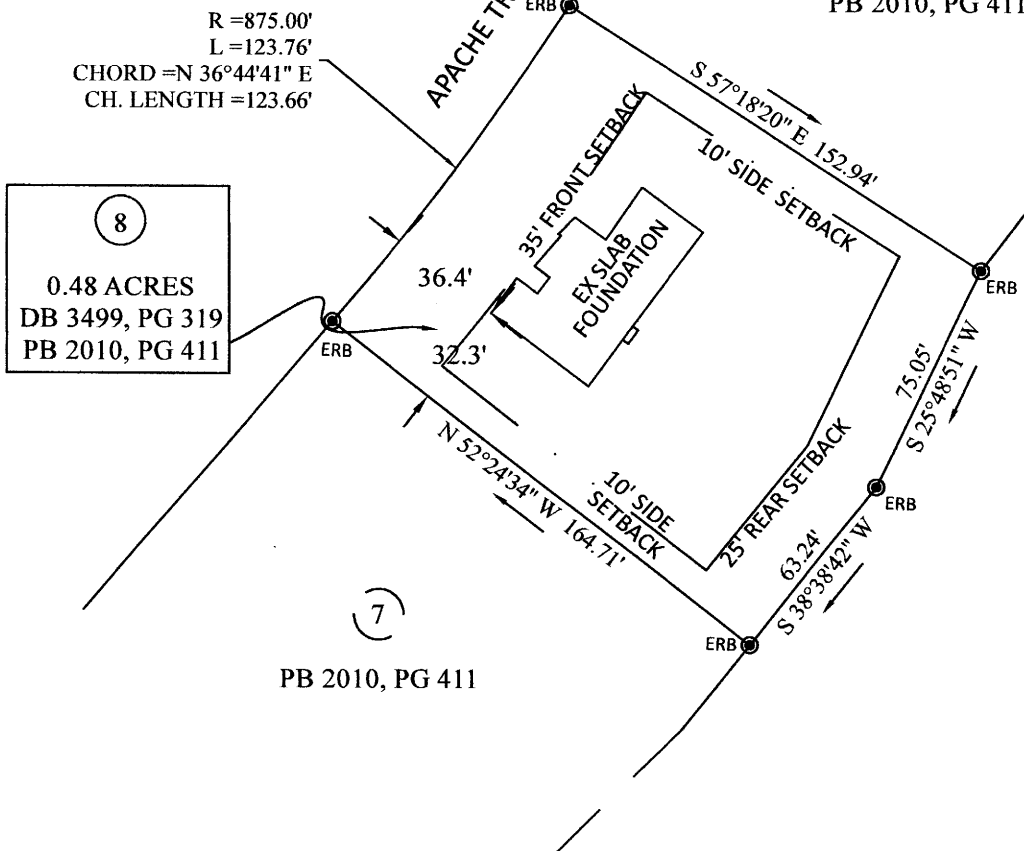 ERB
PB 2010, PG 411
R =875.00'
L =123.76'
CHORD =N 36°44'41" E
CH. LENGTH =123.66'
APACHE
S 57°18'20" E 152.94'
10' SIDE SETBACK
35' FRONT SETBACK
8
0.48 ACRES
DB 3499, PG 319
PB 2010, PG 411
36.4'
EX SLAB
FOUNDATION
ERB
ERB
32.3'
75.05'
S 25°48'51" W
N 52°24'34" W 164.71'
10' SIDE
SETBACK
25' REAR SETBACK
ERB
63.24'
S 38°38'42" W
ERB
7
PB 2010, PG 411